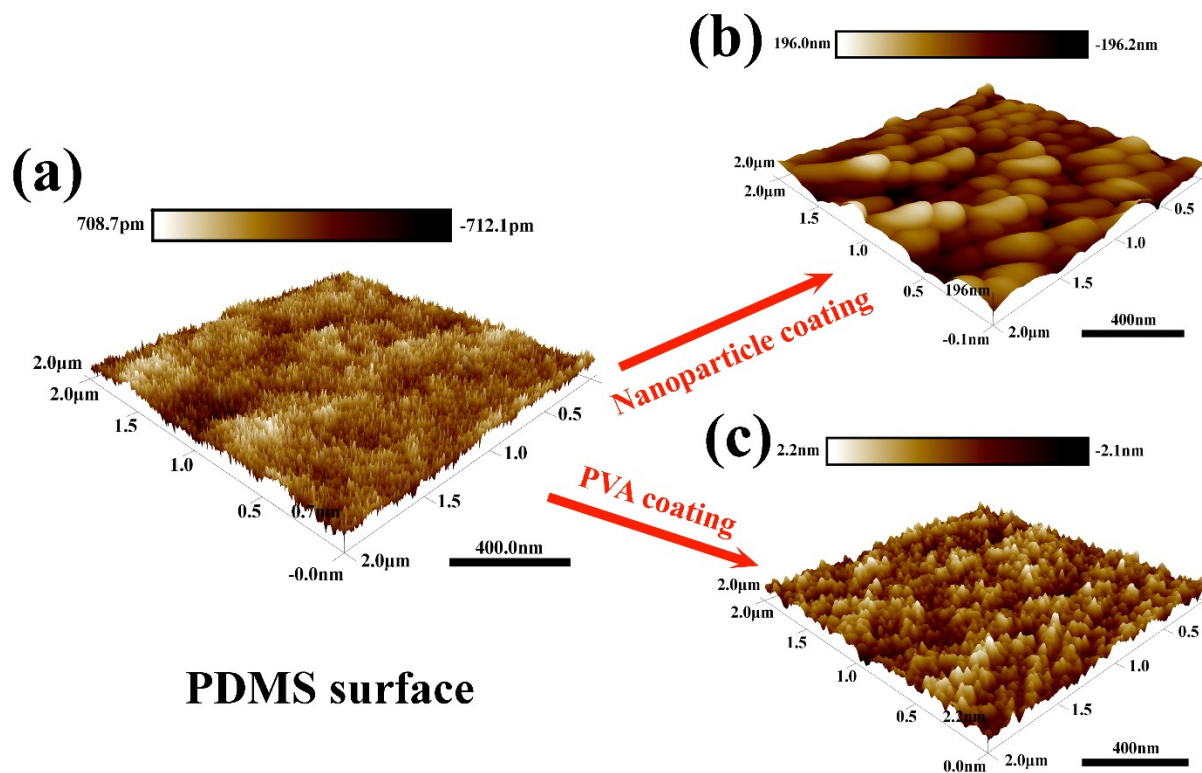 (a)
708.7pm
-712.1pm
2.0µm
2.0µm
1.5
1.0
0.5
0.7nm
-0.0nm
2.0µm
1.5
1.0
0.5
400.0nm
PDMS surface
Nanoparticle coating
PVA coating
(b)
196.0nm
-196.2nm
2.0µm
2.0µm
1.5
1.0
0.5
196nm
-0.1nm
2.0µm
1.5
1.0
0.5
400nm
(c)
2.2nm
-2.1nm
2.0µm
2.0µm
1.5
1.0
0.5
2.2nm
0.0nm
2.0µm
1.5
1.0
0.5
400nm